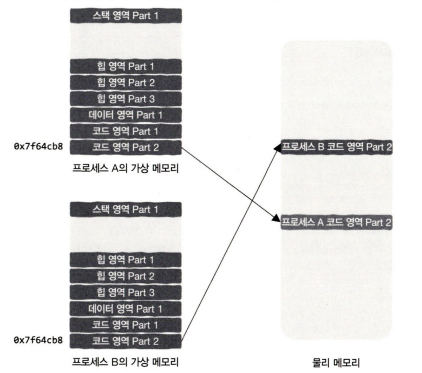 스택 영역 Part 1
힙 영역 Part 1
힙 영역 Part 2
힙 영역 Part 3
데이터 영역 Part 1
코드 영역 Part 1
0x7f64cb8 코드 영역 Part 2
프로세스 A의 가상 메모리
스택 영역 Part 1
힙 영역 Part 1
힙 영역 Part 2
힙 영역 Part 3
데이터 영역 Part 1
코드 영역 Part 1
0x7f64cb8 코드 영역 Part 2
프로세스 B의 가상 메모리
프로세스 B 코드 영역 Part 2
프로세스 A 코드 영역 Part 2
물리 메모리